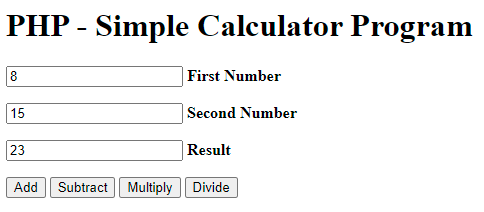 PHP - Simple Calculator Program
8 First Number
15 Second Number
23 Result
Add Subtract Multiply Divide